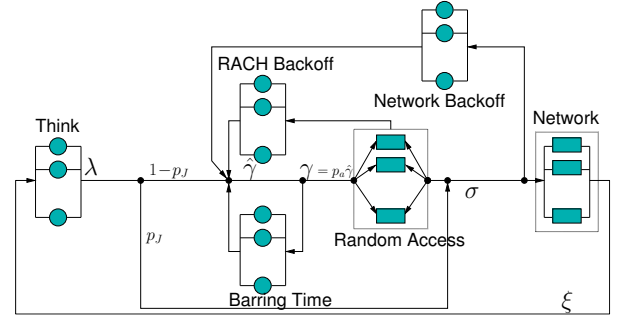 RACH Backoff
Network Backoff
Think
Network
λ
1−p_J
γ̂
γ = p_a γ̂
σ
p_J
Random Access
Barring Time
ξ